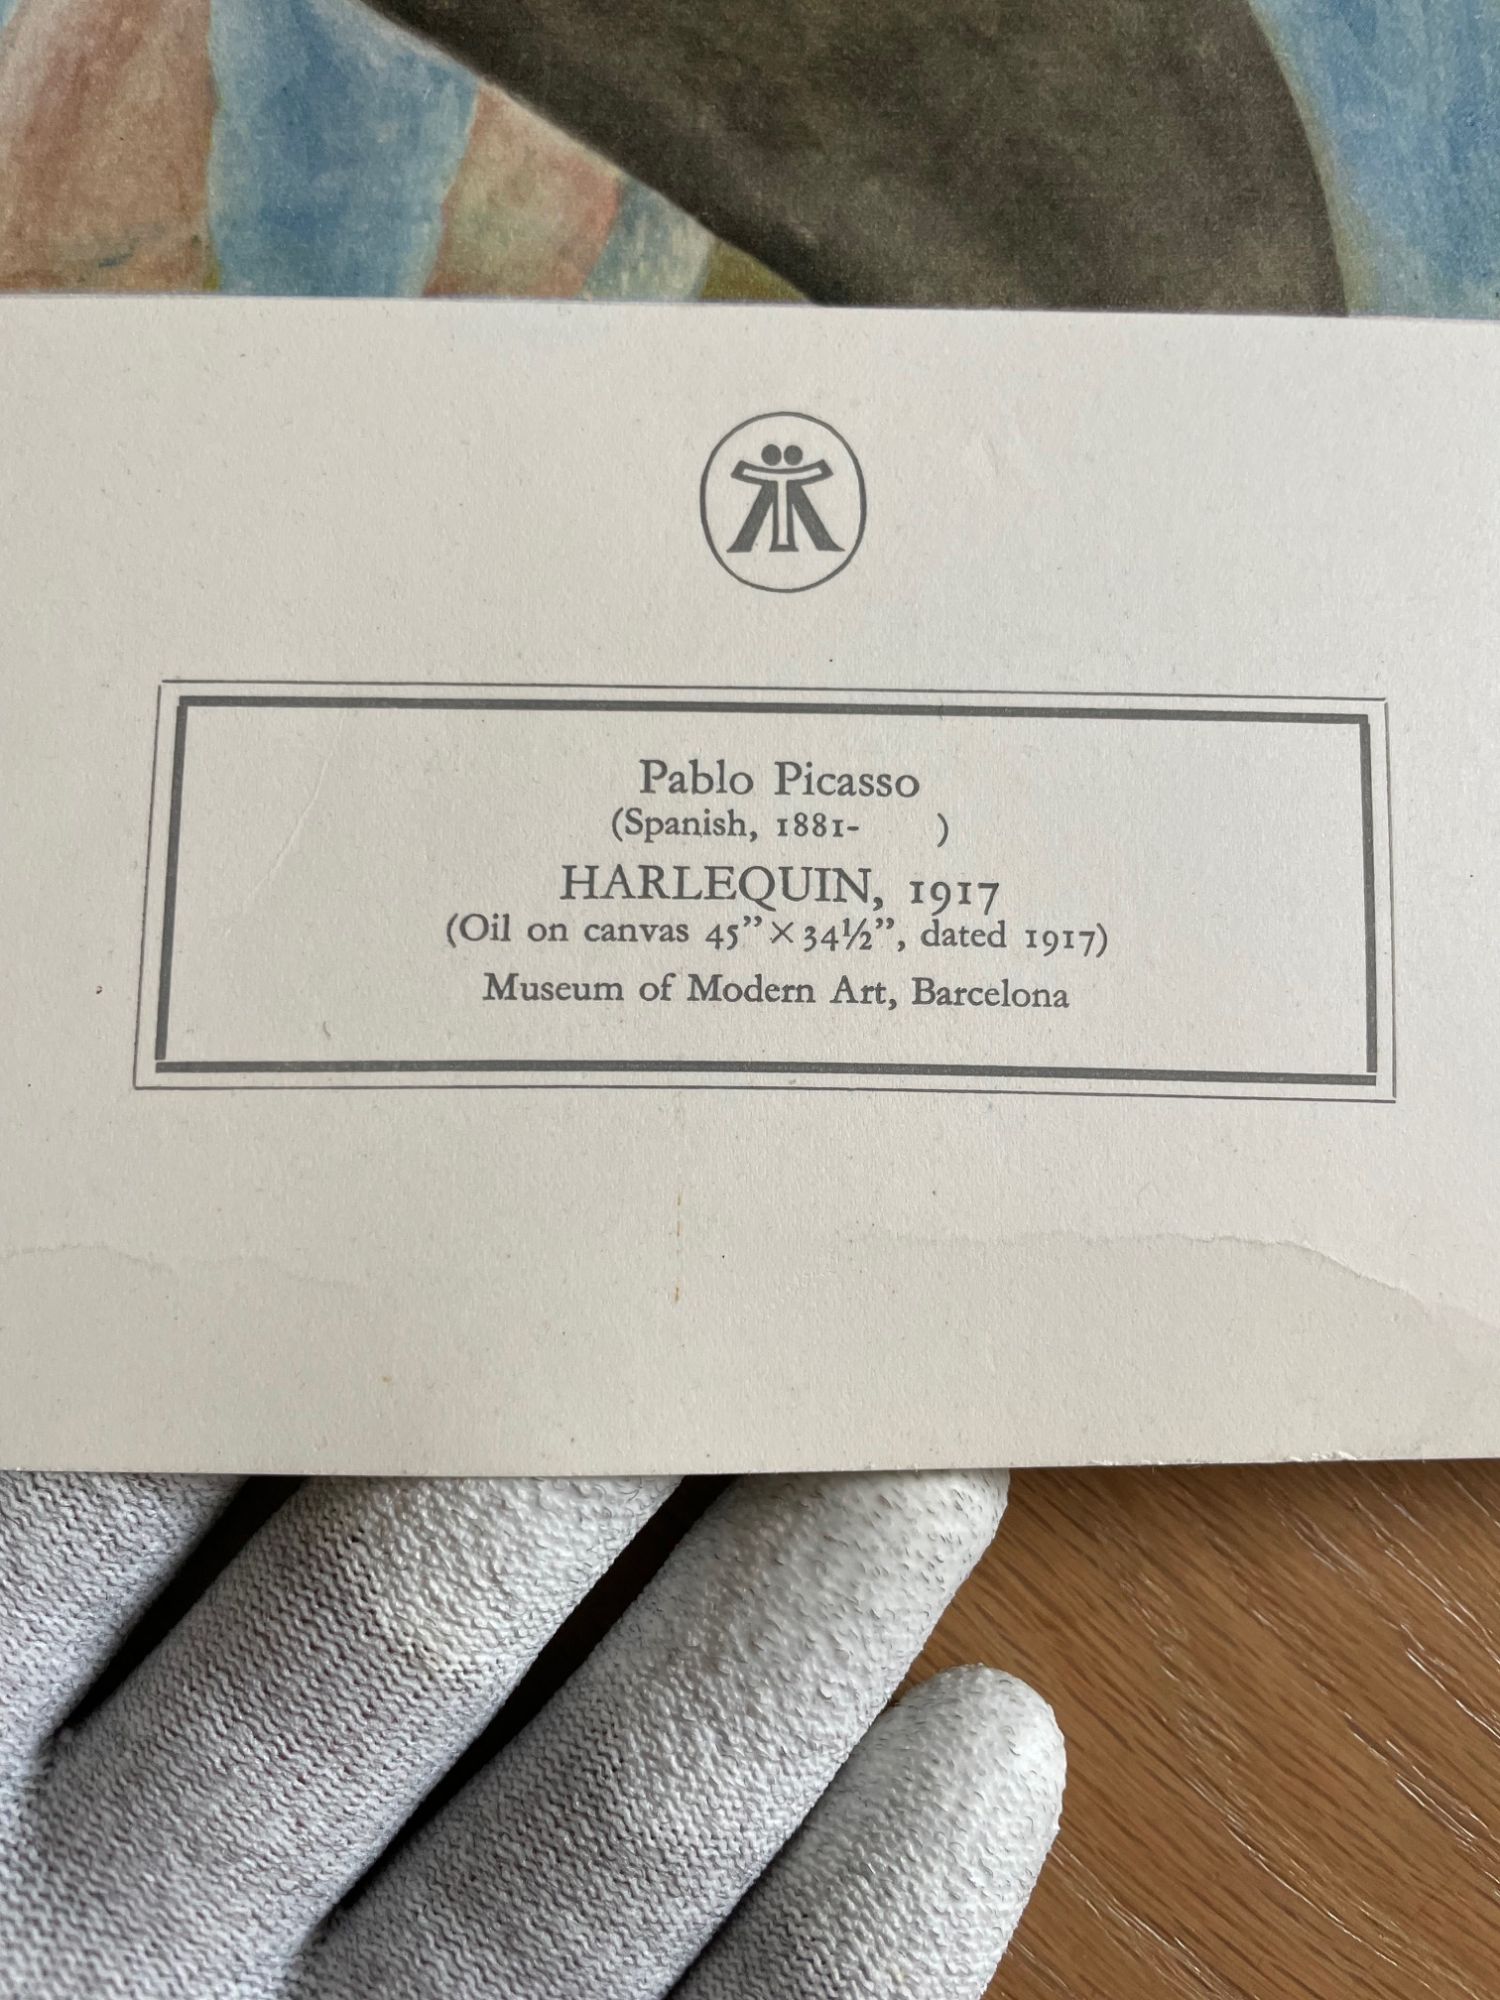 Pablo Picasso
(Spanish, 1881-      )
HARLEQUIN, 1917
(Oil on canvas 45”×34½”, dated 1917)
Museum of Modern Art, Barcelona